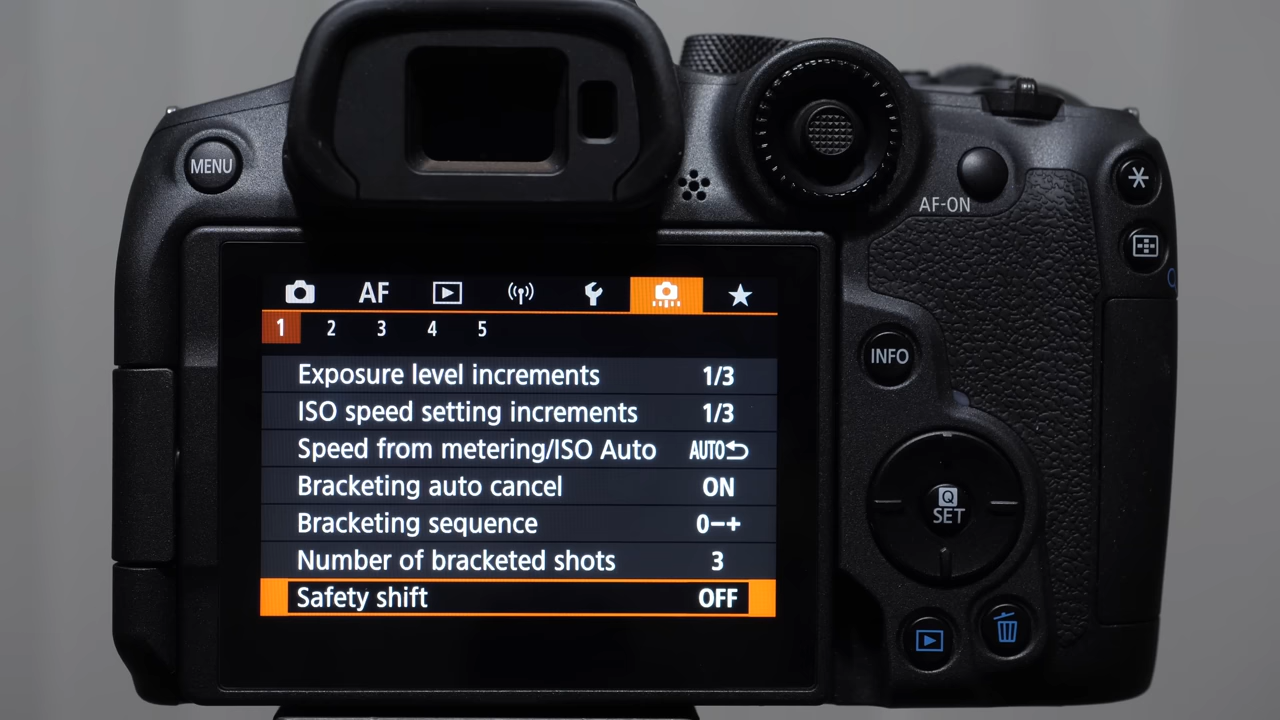 MENU
AF-ON
AF
1 2 3 4 5
Exposure level increments 1/3
ISO speed setting increments 1/3
Speed from metering/ISO Auto AUTO
Bracketing auto cancel ON
Bracketing sequence 0−+
Number of bracketed shots 3
Safety shift OFF
INFO
Q
SET